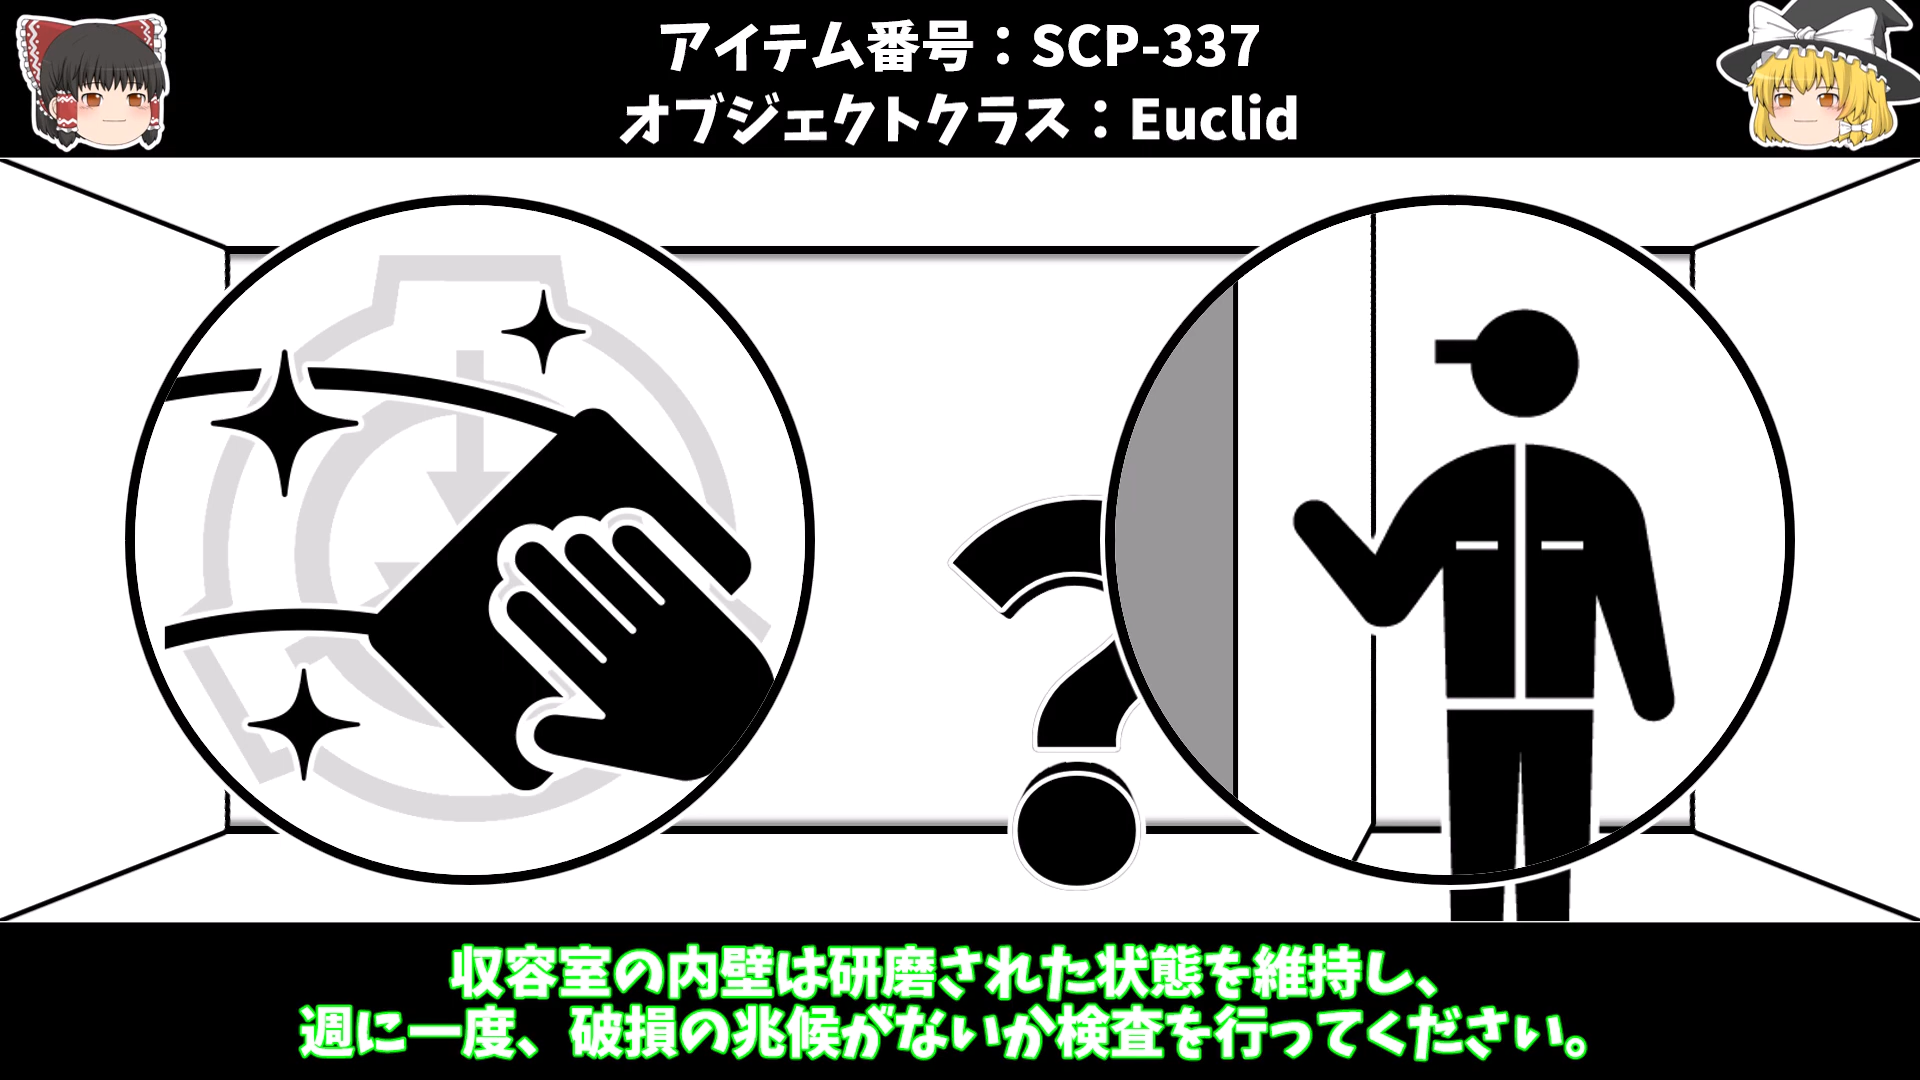 アイテム番号：SCP-337
オブジェクトクラス：Euclid
?
収容室の内壁は研磨された状態を維持し、
週に一度、破損の兆候がないか検査を行ってください。